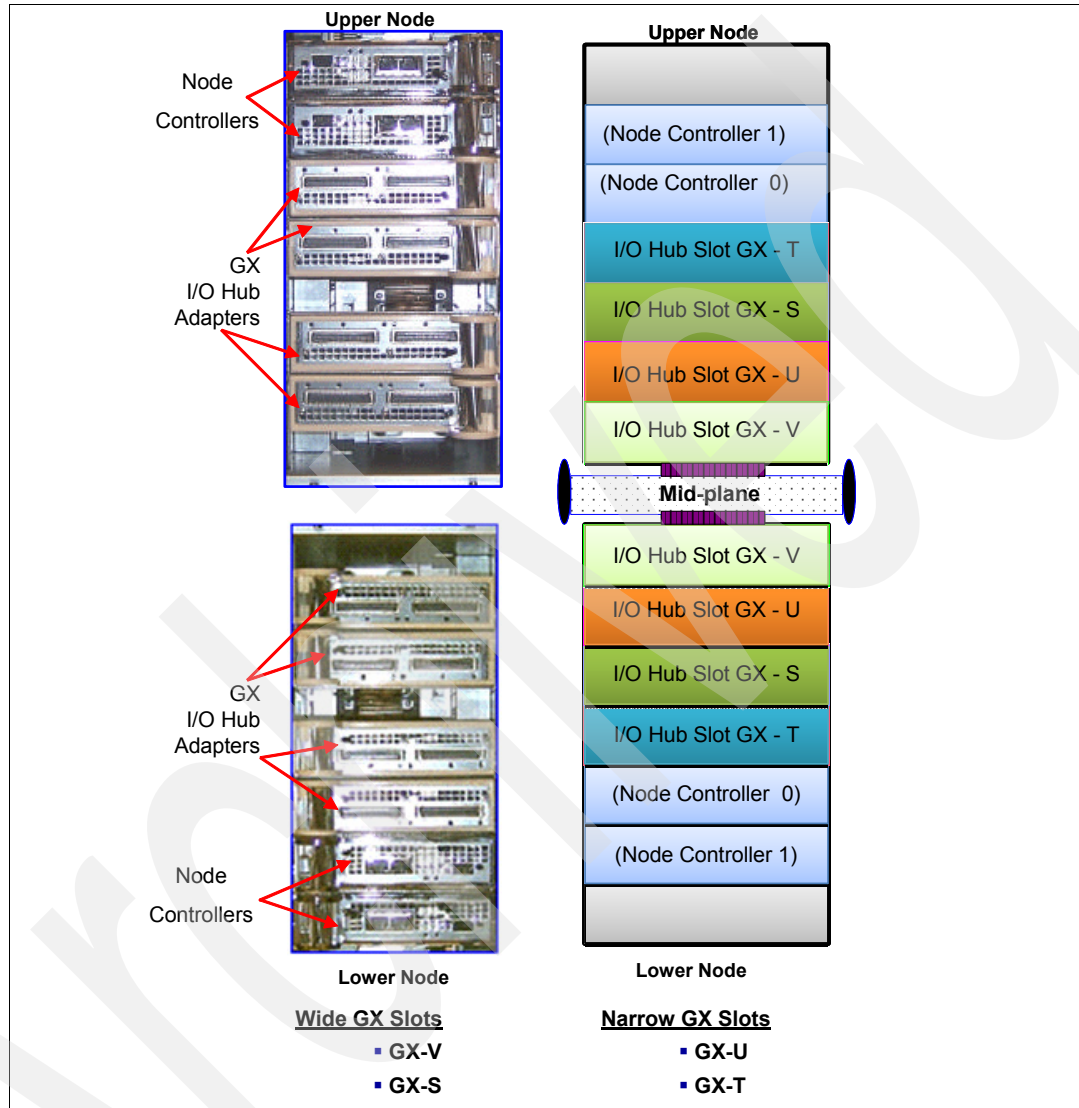 Upper Node
Node
Controllers
GX
I/O Hub
Adapters
GX
I/O Hub
Adapters
Node
Controllers
Lower Node
Upper Node
(Node Controller 1)
(Node Controller 0)
I/O Hub Slot GX - T
I/O Hub Slot GX - S
I/O Hub Slot GX - U
I/O Hub Slot GX - V
Mid-plane
I/O Hub Slot GX - V
I/O Hub Slot GX - U
I/O Hub Slot GX - S
I/O Hub Slot GX - T
(Node Controller 0)
(Node Controller 1)
Lower Node
Wide GX Slots
▪ GX-V
▪ GX-S
Narrow GX Slots
▪ GX-U
▪ GX-T